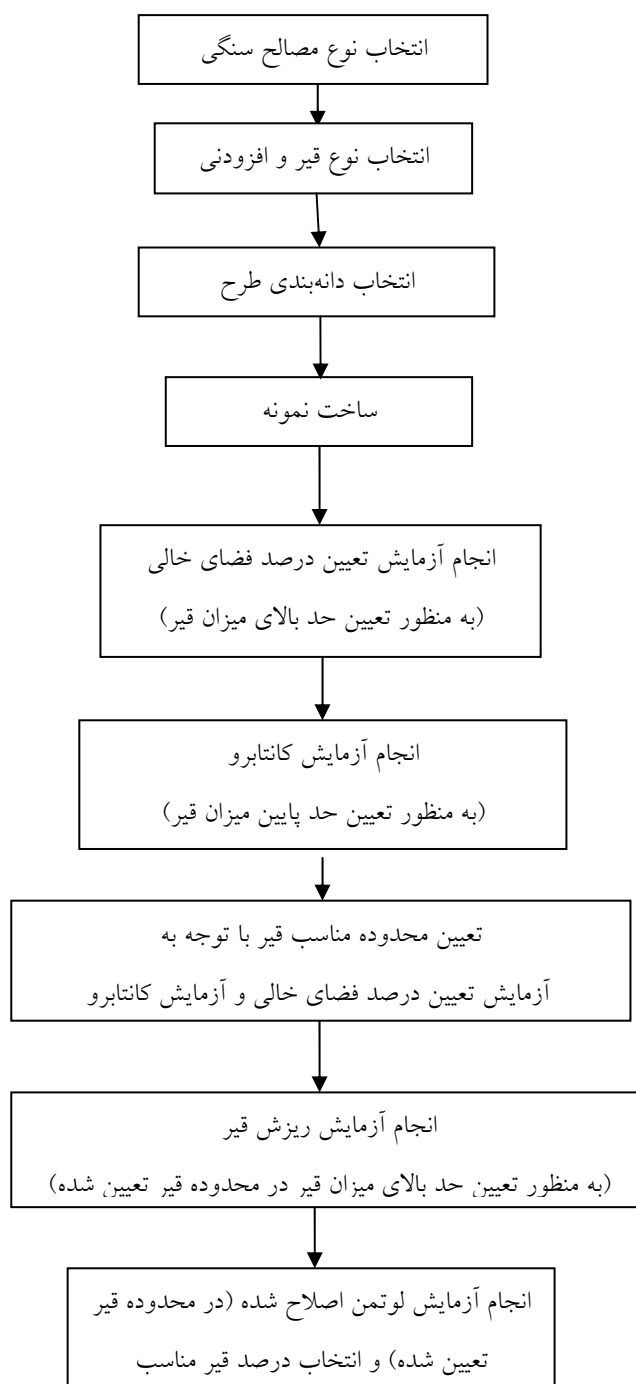 انتخاب نوع مصالح سنگی
انتخاب نوع قیر و افزودنی
انتخاب دانه‌بندی طرح
ساخت نمونه
انجام آزمایش تعیین درصد فضای خالی
(به منظور تعیین حد بالای میزان قیر)
انجام آزمایش کانتابرو
(به منظور تعیین حد پایین میزان قیر)
تعیین محدوده مناسب قیر با توجه به
آزمایش تعیین درصد فضای خالی و آزمایش کانتابرو
انجام آزمایش ریزش قیر
(به منظور تعیین حد بالای میزان قیر در محدوده قیر تعیین شده)
انجام آزمایش لوتمن اصلاح شده (در محدوده قیر
تعیین شده) و انتخاب درصد قیر مناسب